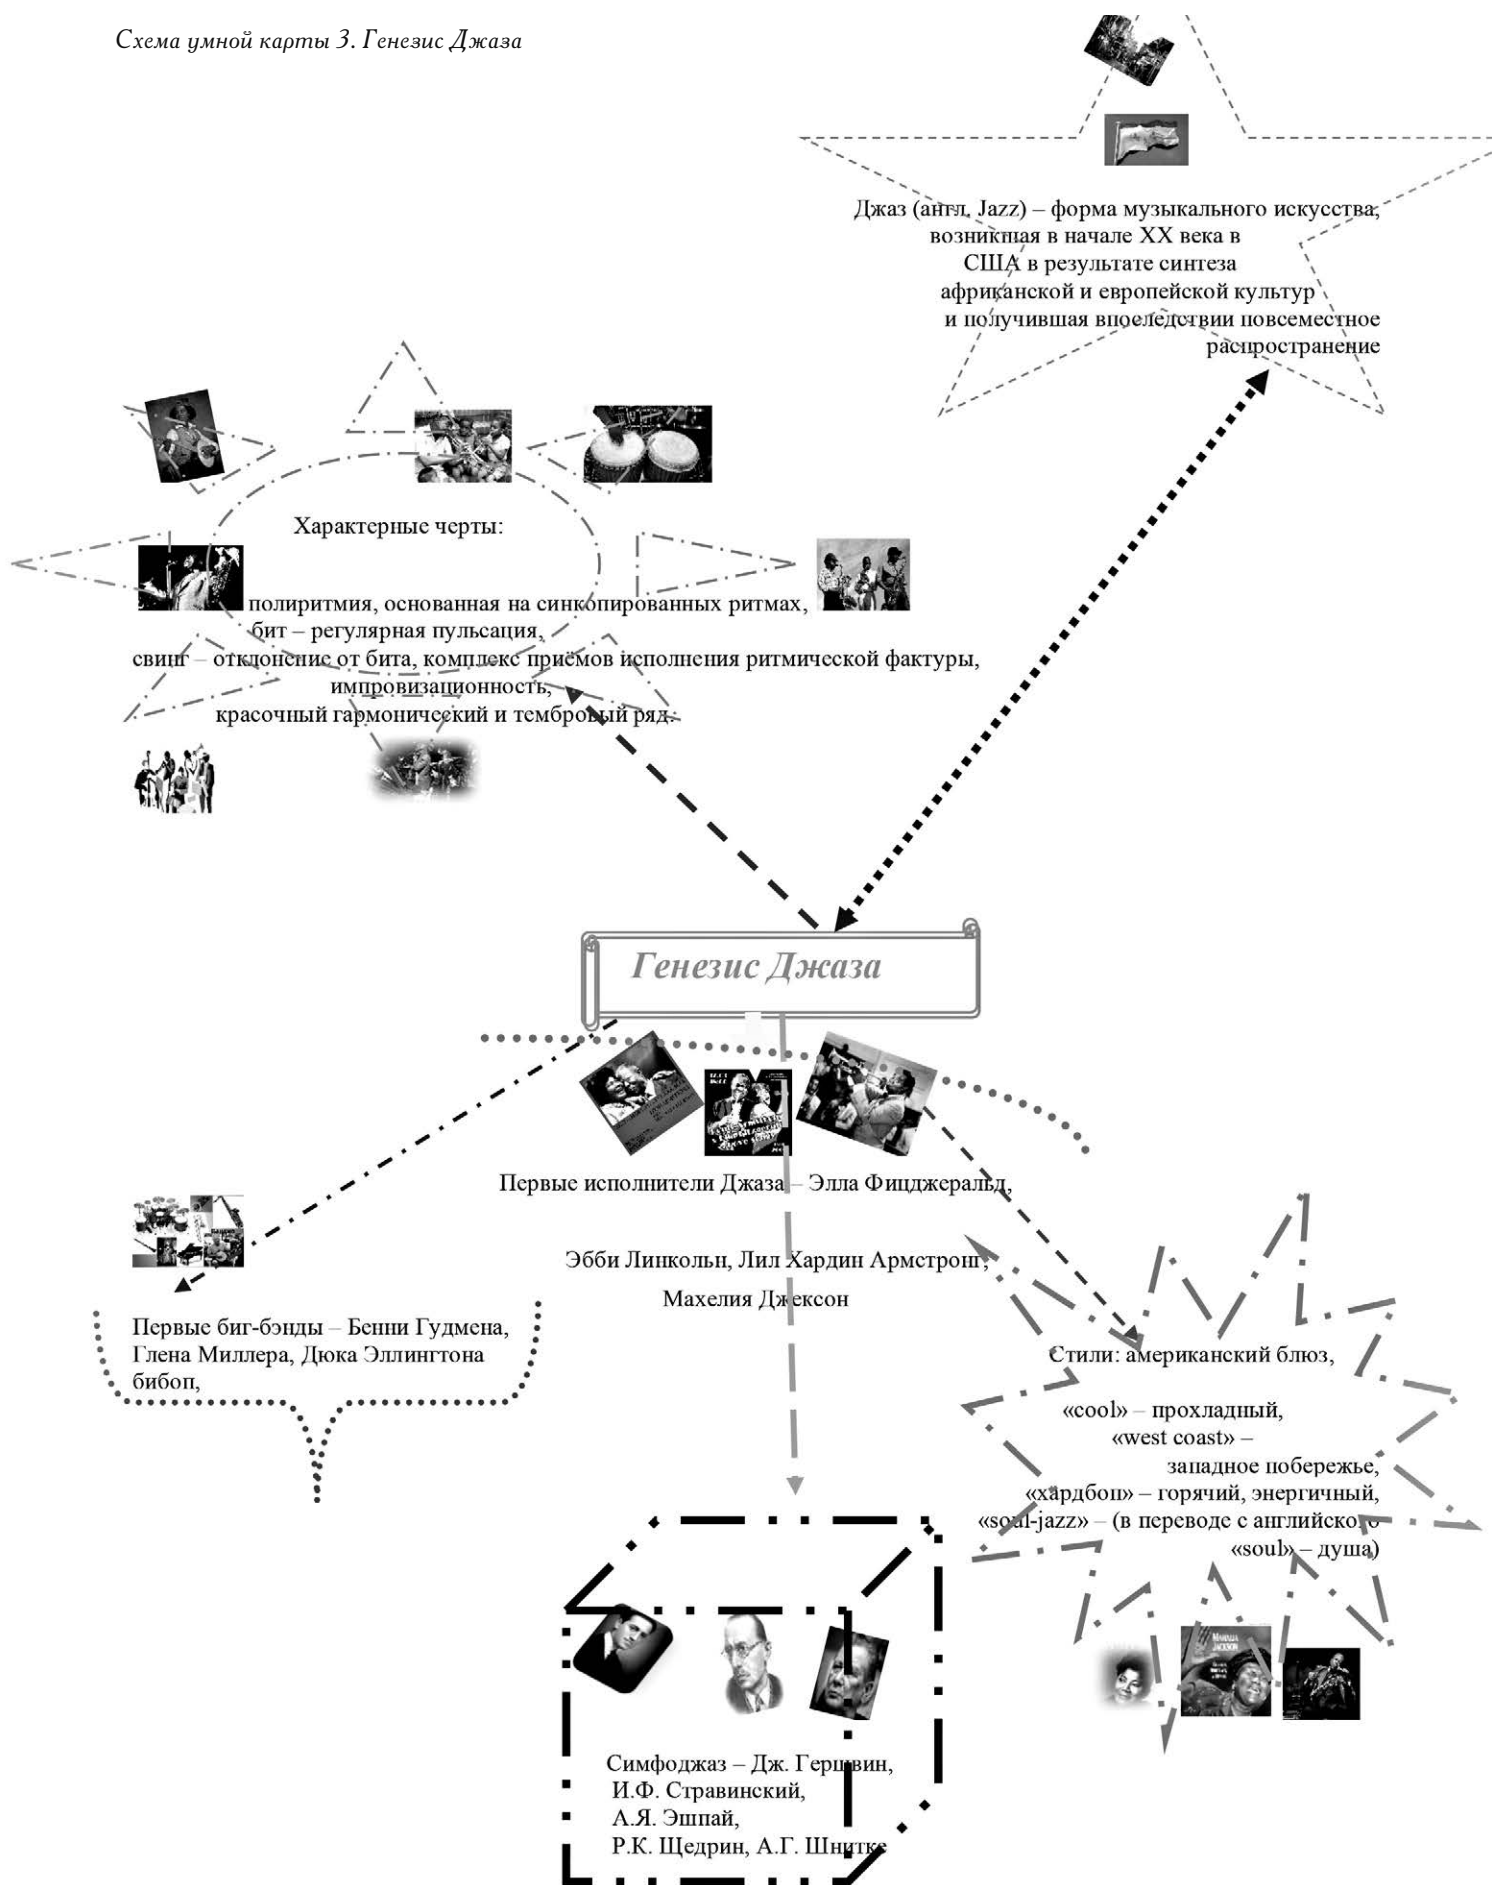 Схема умной карты 3. Генезис Джаза
Джаз (англ. Jazz) – форма музыкального искусства,
возникшая в начале XX века в
США в результате синтеза
африканской и европейской культур
и получившая впоследствии повсеместное
распространение
Характерные черты:
полиритмия, основанная на синкопированных ритмах,
бит – регулярная пульсация,
свинг – отклонение от бита, комплекс приёмов исполнения ритмической фактуры,
импровизационность,
красочный гармонический и тембровый ряд.
Генезис Джаза
Первые исполнители Джаза – Элла Фицджеральд,
Эбби Линкольн, Лил Хардин Армстронг,
Махелия Джексон
Первые биг-бэнды – Бенни Гудмена,
Глена Миллера, Дюка Эллингтона
бибоп,
Стили: американский блюз,
«cool» – прохладный,
«west coast» –
западное побережье,
«хардбоп» – горячий, энергичный,
«soul-jazz» – (в переводе с английского
«soul» – душа)
MAHALIA
JACKSON
Симфоджаз – Дж. Гершвин,
И.Ф. Стравинский,
А.Я. Эшпай,
Р.К. Щедрин, А.Г. Шнитке